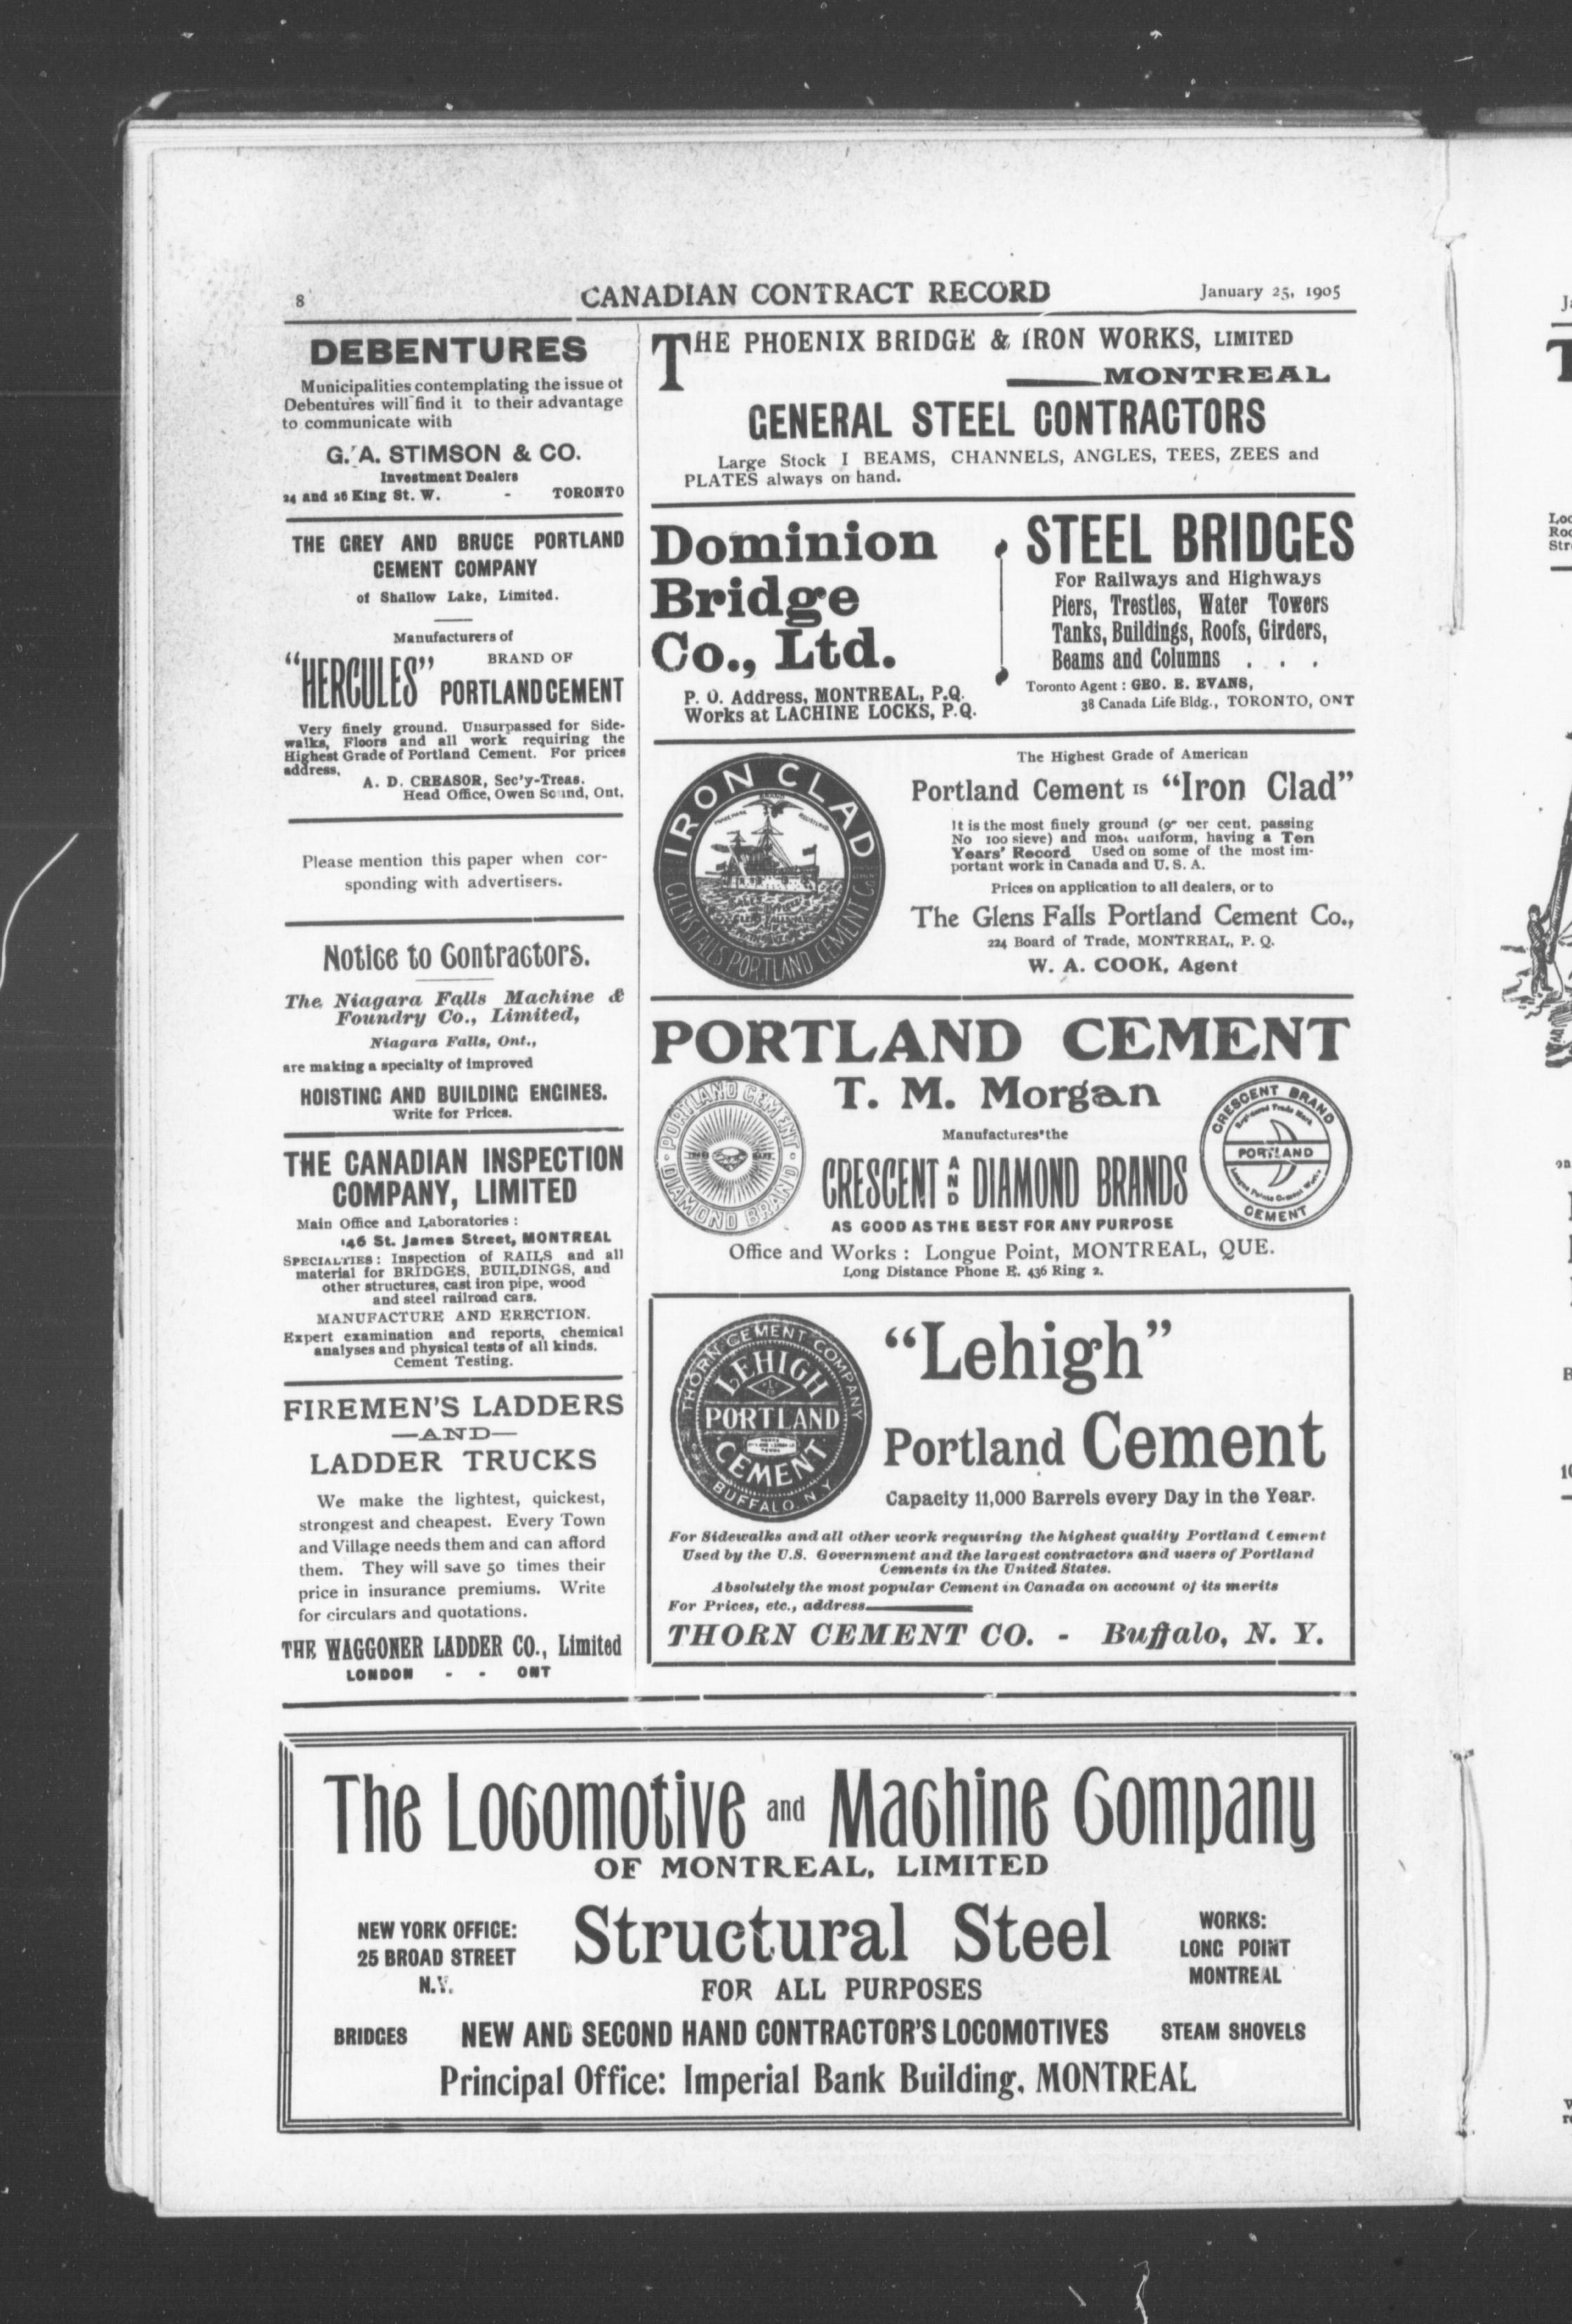 8
CANADIAN CONTRACT RECORD
January 25, 1905
DEBENTURES
Municipalities contemplating the issue of
Debentures will find it to their advantage
to communicate with
G. A. STIMSON & CO.
Investment Dealers
24 and 26 King St. W. - TORONTO
THE GREY AND BRUCE PORTLAND
CEMENT COMPANY
of Shallow Lake, Limited.
Manufacturers of
"HERCULES" BRAND OF
PORTLAND CEMENT
Very finely ground. Unsurpassed for Side-
walks, Floors and all work requiring the
Highest Grade of Portland Cement. For prices
address,
A. D. CREASOR, Sec'y-Treas.
Head Office, Owen Sound, Ont.
Please mention this paper when cor-
sponding with advertisers.
Notice to Contractors.
The Niagara Falls Machine &
Foundry Co., Limited,
Niagara Falls, Ont.,
are making a specialty of improved
HOISTING AND BUILDING ENGINES.
Write for Prices.
THE CANADIAN INSPECTION
COMPANY, LIMITED
Main Office and Laboratories :
146 St. James Street, MONTREAL
SPECIALTIES : Inspection of RAILS and all
material for BRIDGES, BUILDINGS, and
other structures, cast iron pipe, wood
and steel railroad cars.
MANUFACTURE AND ERECTION.
Expert examination and reports, chemical
analyses and physical tests of all kinds.
Cement Testing.
FIREMEN'S LADDERS
—AND—
LADDER TRUCKS
We make the lightest, quickest,
strongest and cheapest. Every Town
and Village needs them and can afford
them. They will save 50 times their
price in insurance premiums. Write
for circulars and quotations.
THE WAGGONER LADDER CO., Limited
LONDON - - ONT
THE PHOENIX BRIDGE & IRON WORKS, LIMITED
MONTREAL
GENERAL STEEL CONTRACTORS
Large Stock I BEAMS, CHANNELS, ANGLES, TEES, ZEES and
PLATES always on hand.
Dominion
Bridge
Co., Ltd.
P. O. Address, MONTREAL, P.Q.
Works at LACHINE LOCKS, P.Q.
STEEL BRIDGES
For Railways and Highways
Piers, Trestles, Water Towers
Tanks, Buildings, Roofs, Girders,
Beams and Columns . . .
Toronto Agent : GEO. E. EVANS,
38 Canada Life Bldg., TORONTO, ONT
IRON CLAD
GLENS FALLS PORTLAND CEMENT Co.
The Highest Grade of American
Portland Cement IS "Iron Clad"
It is the most finely ground ( per cent. passing
No 100 sieve) and most uniform, having a Ten
Years' Record Used on some of the most im-
portant work in Canada and U. S. A.
Prices on application to all dealers, or to
The Glens Falls Portland Cement Co.,
224 Board of Trade, MONTREAL, P. Q.
W. A. COOK, Agent
PORTLAND CEMENT
PORTLAND CEMENT
DIAMOND BRAND
T. M. Morgan
Manufactures the
CRESCENT AND DIAMOND BRANDS
AS GOOD AS THE BEST FOR ANY PURPOSE
Office and Works : Longue Point, MONTREAL, QUE.
Long Distance Phone E. 436 Ring 2.
CRESCENT BRAND
Registered Trade Mark
PORTLAND
Longue Pointe Cement Works
CEMENT
THORN CEMENT COMPANY
LEHIGH
PORTLAND
CEMENT
BUFFALO, N.Y.
"Lehigh"
Portland Cement
Capacity 11,000 Barrels every Day in the Year.
For Sidewalks and all other work requiring the highest quality Portland Cement
Used by the U.S. Government and the largest contractors and users of Portland
Cements in the United States.
Absolutely the most popular Cement in Canada on account of its merits
For Prices, etc., address
THORN CEMENT CO. - Buffalo, N. Y.
The Locomotive and Machine Company
OF MONTREAL, LIMITED
NEW YORK OFFICE:
25 BROAD STREET
N.Y.
Structural Steel
FOR ALL PURPOSES
WORKS:
LONG POINT
MONTREAL
BRIDGES
NEW AND SECOND HAND CONTRACTOR'S LOCOMOTIVES
STEAM SHOVELS
Principal Office: Imperial Bank Building, MONTREAL